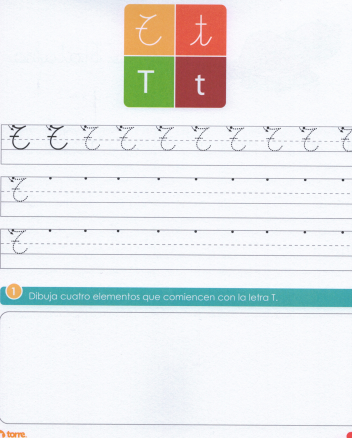 T t
T t
T T T T T T T T T T
T
T
1 Dibuja cuatro elementos que comiencen con la letra T.
torre.